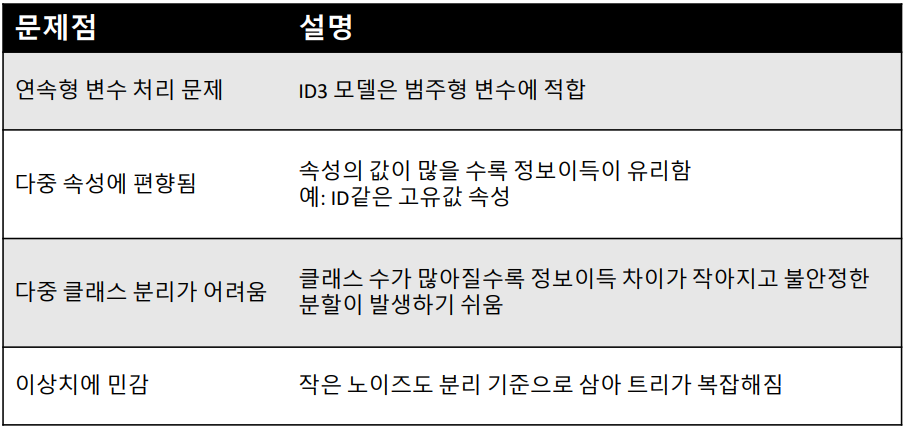 문제점 설명
연속형 변수 처리 문제 ID3 모델은 범주형 변수에 적합
다중 속성에 편향됨 속성의 값이 많을 수록 정보이득이 유리함
예: ID같은 고유값 속성
다중 클래스 분리가 어려움 클래스 수가 많아질수록 정보이득 차이가 작아지고 불안정한
분할이 발생하기 쉬움
이상치에 민감 작은 노이즈도 분리 기준으로 삼아 트리가 복잡해짐